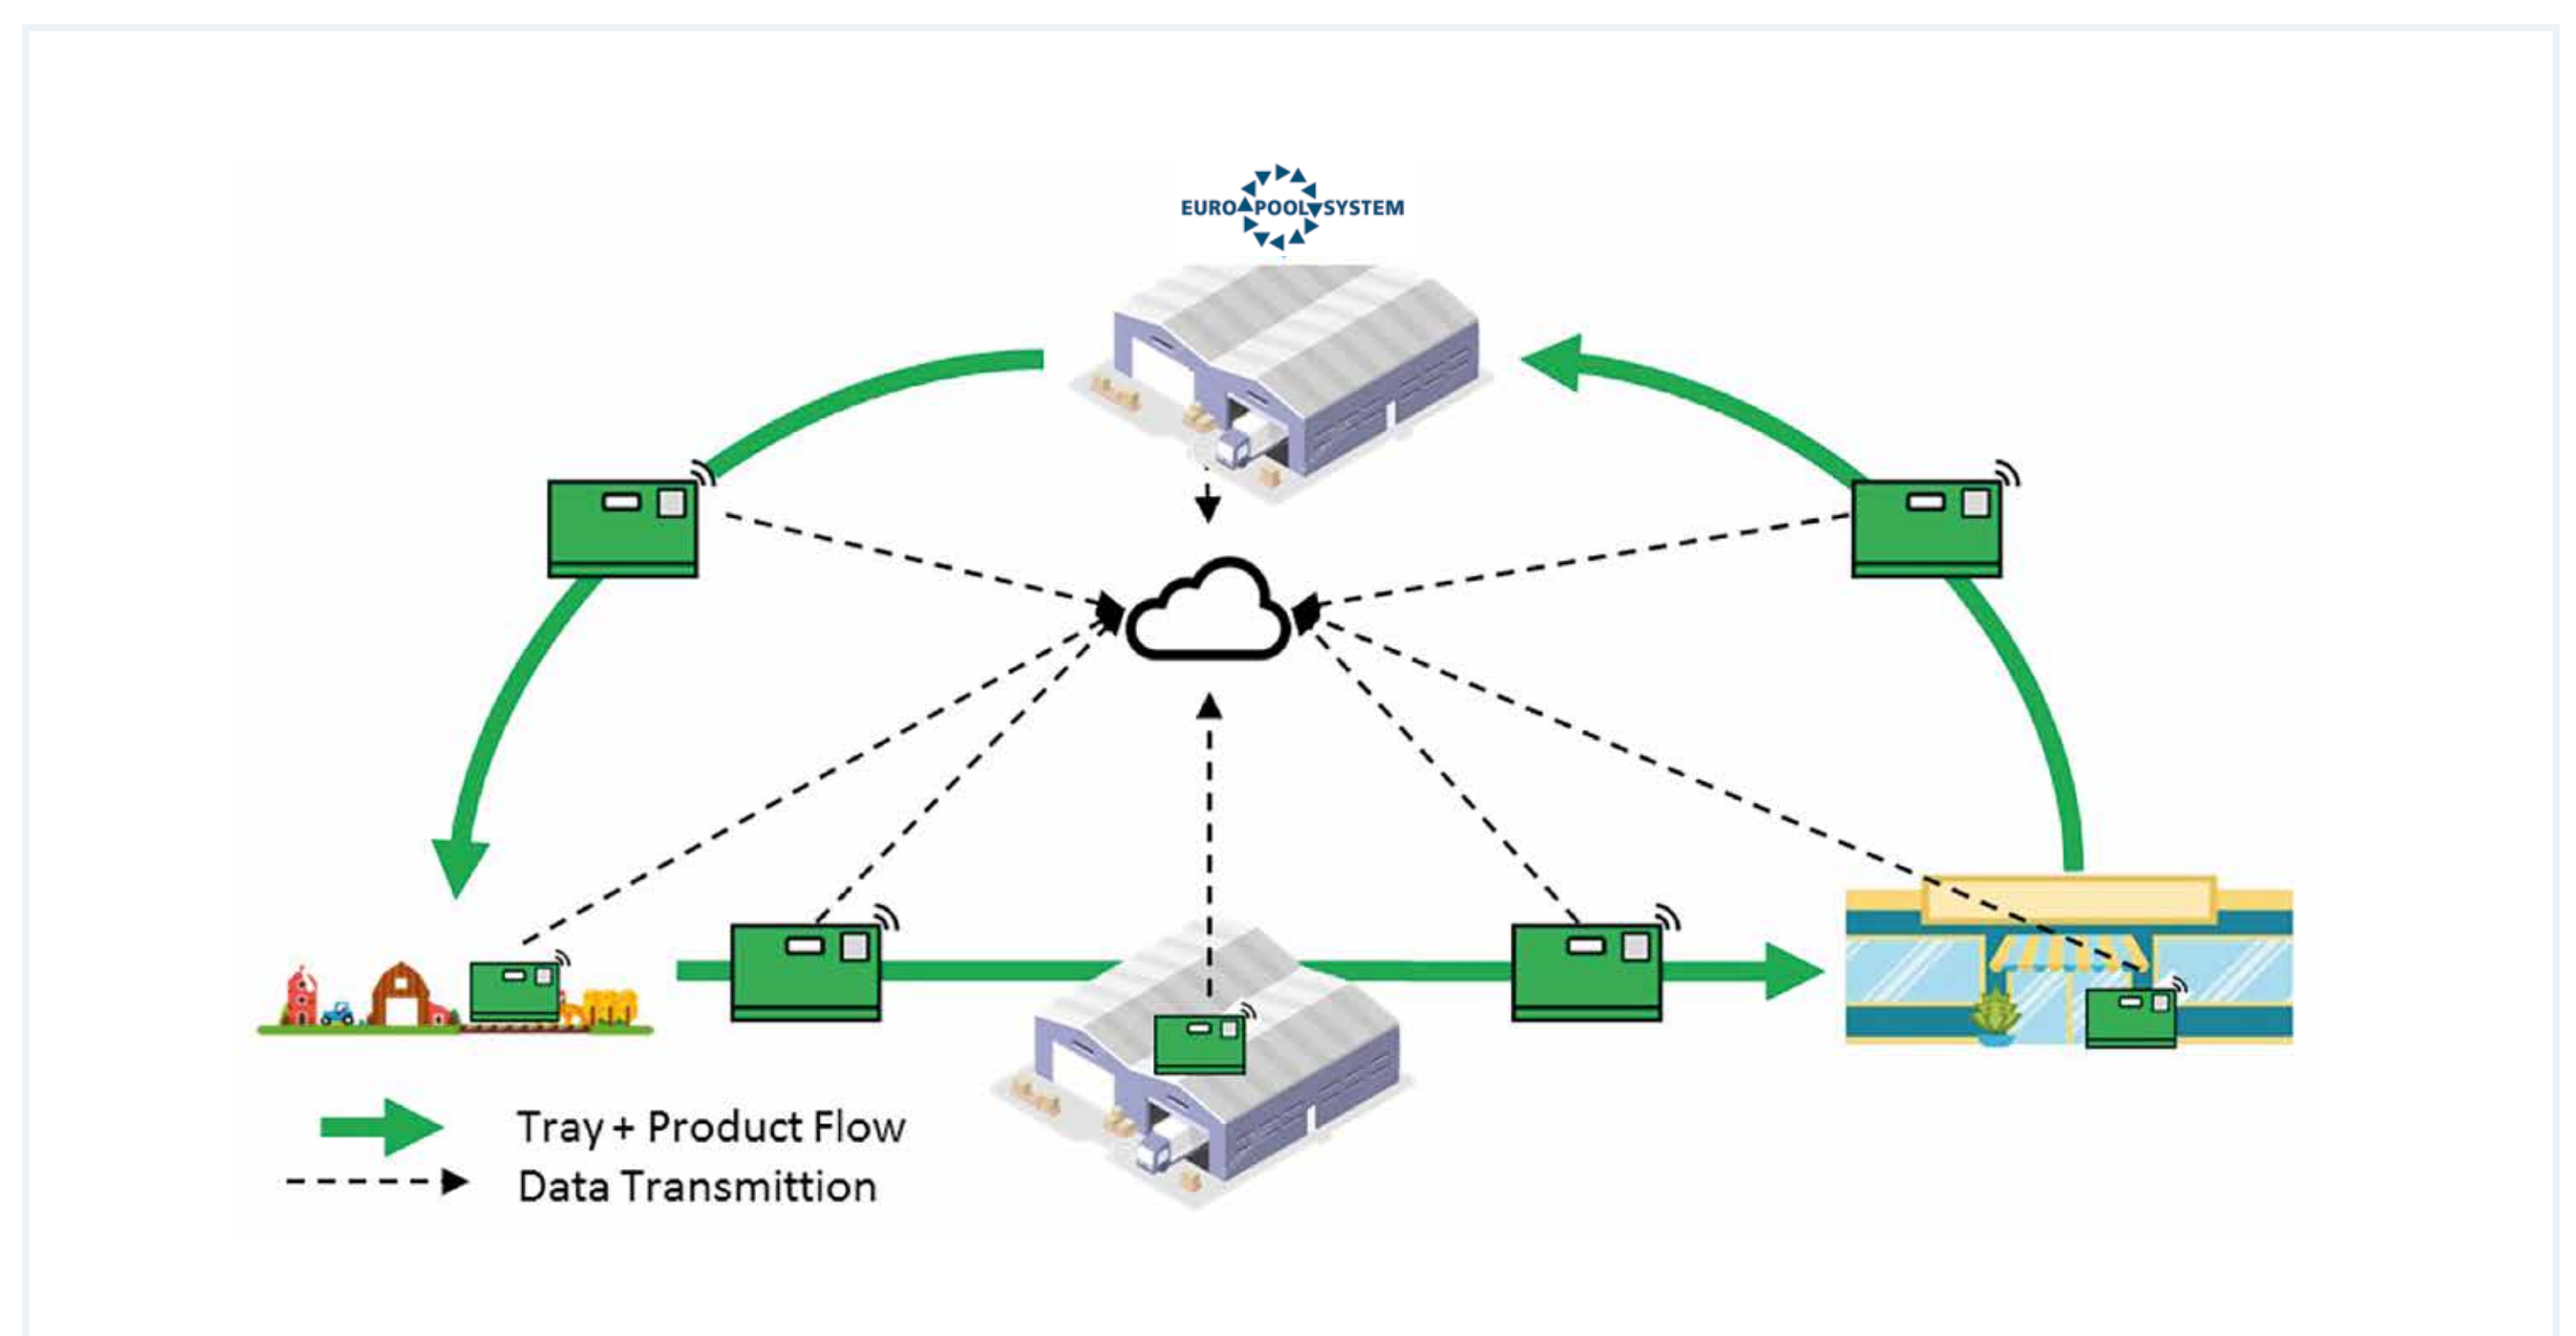 EURO POOL SYSTEM
Tray + Product Flow
Data Transmittion